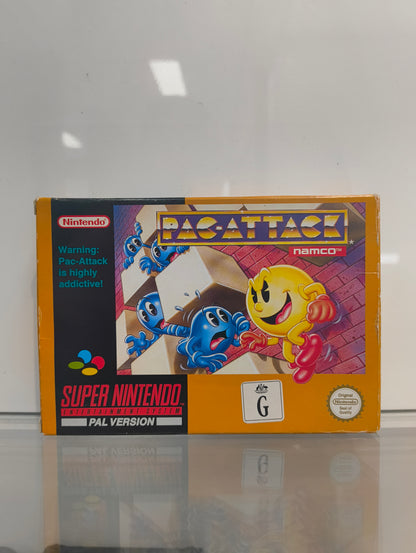 Nintendo
PAC-ATTACK
namco™
Warning:
Pac-Attack
is highly
addictive!
SUPER NINTENDO
ENTERTAINMENT SYSTEM
PAL VERSION
G
Original
Nintendo
Seal of
Quality